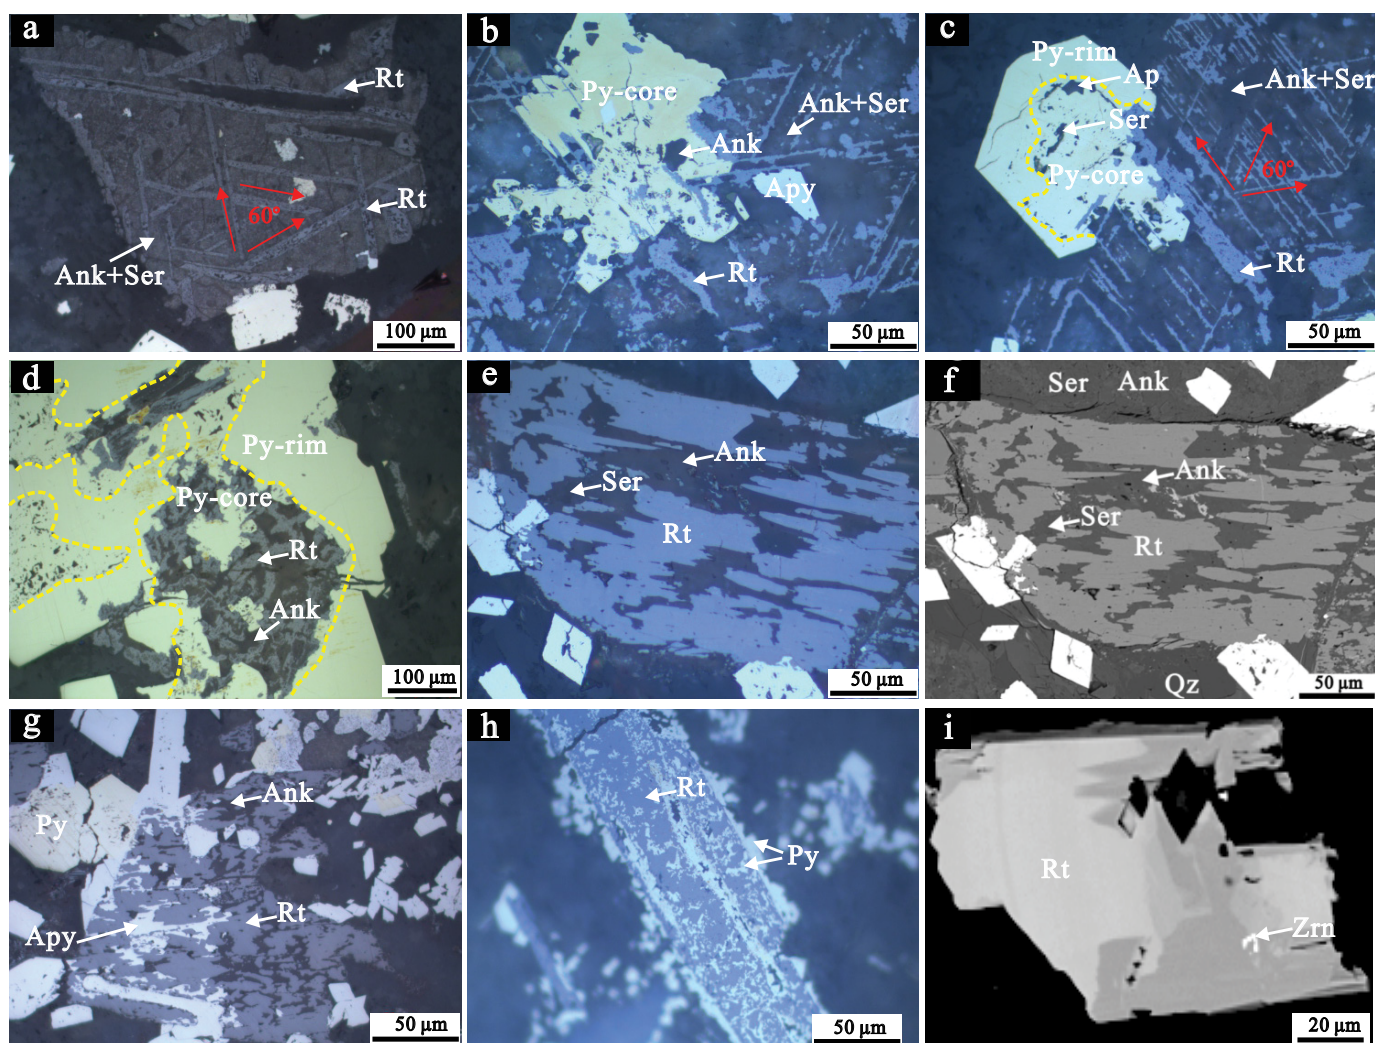 a
Rt
60°
Rt
Ank+Ser
100 μm
b
Py-core
Ank+Ser
Ank
Apy
Rt
50 μm
c
Py-rim
Ap
Ank+Ser
Ser
Py-core
60°
Rt
50 μm
d
Py-rim
Py-core
Rt
Ank
100 μm
e
Ank
Ser
Rt
50 μm
f
Ser Ank
Ank
Ser
Rt
Qz
50 μm
g
Ank
Py
Rt
Apy
50 μm
h
Rt
Py
50 μm
i
Rt
Zrn
20 μm